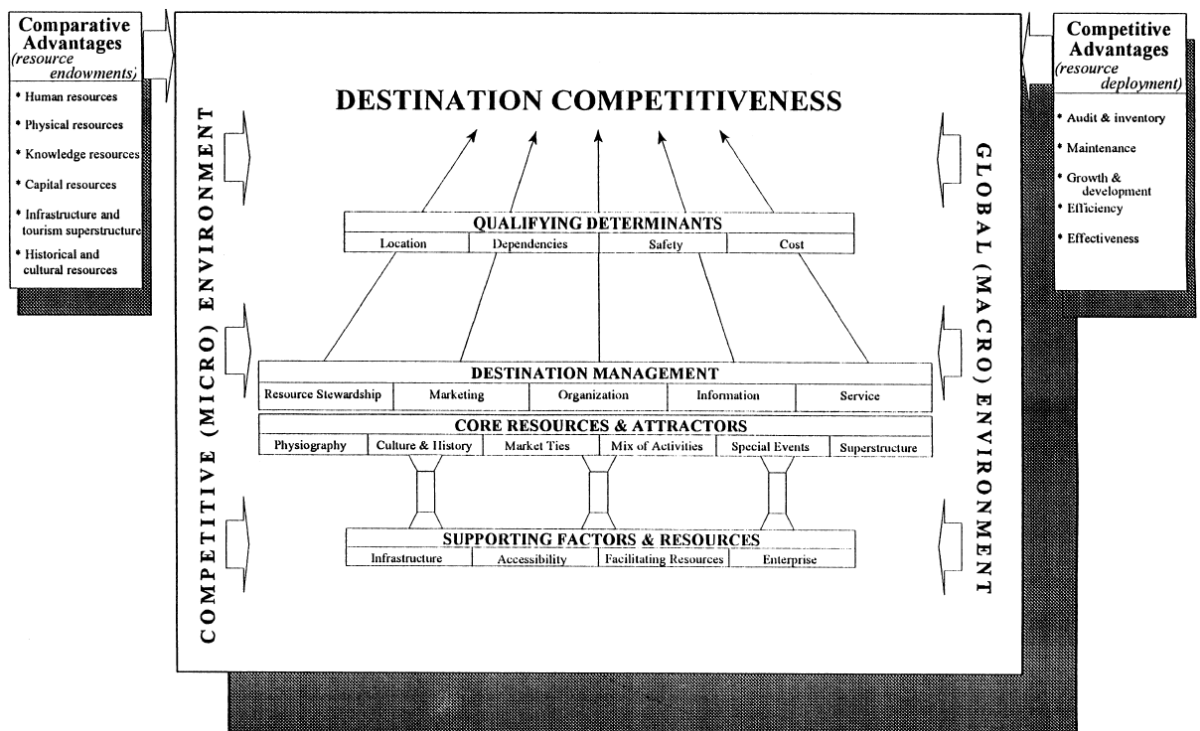 Comparative
Advantages
(resource
endowments)
* Human resources
* Physical resources
* Knowledge resources
* Capital resources
* Infrastructure and
tourism superstructure
* Historical and
cultural resources
COMPETITIVE (MICRO) ENVIRONMENT
DESTINATION COMPETITIVENESS
QUALIFYING DETERMINANTS
Location Dependencies Safety Cost
DESTINATION MANAGEMENT
Resource Stewardship Marketing Organization Information Service
CORE RESOURCES & ATTRACTORS
Physiography Culture & History Market Ties Mix of Activities Special Events Superstructure
SUPPORTING FACTORS & RESOURCES
Infrastructure Accessibility Facilitating Resources Enterprise
GLOBAL (MACRO) ENVIRONMENT
Competitive
Advantages
(resource
deployment)
* Audit & inventory
* Maintenance
* Growth &
development
* Efficiency
* Effectiveness